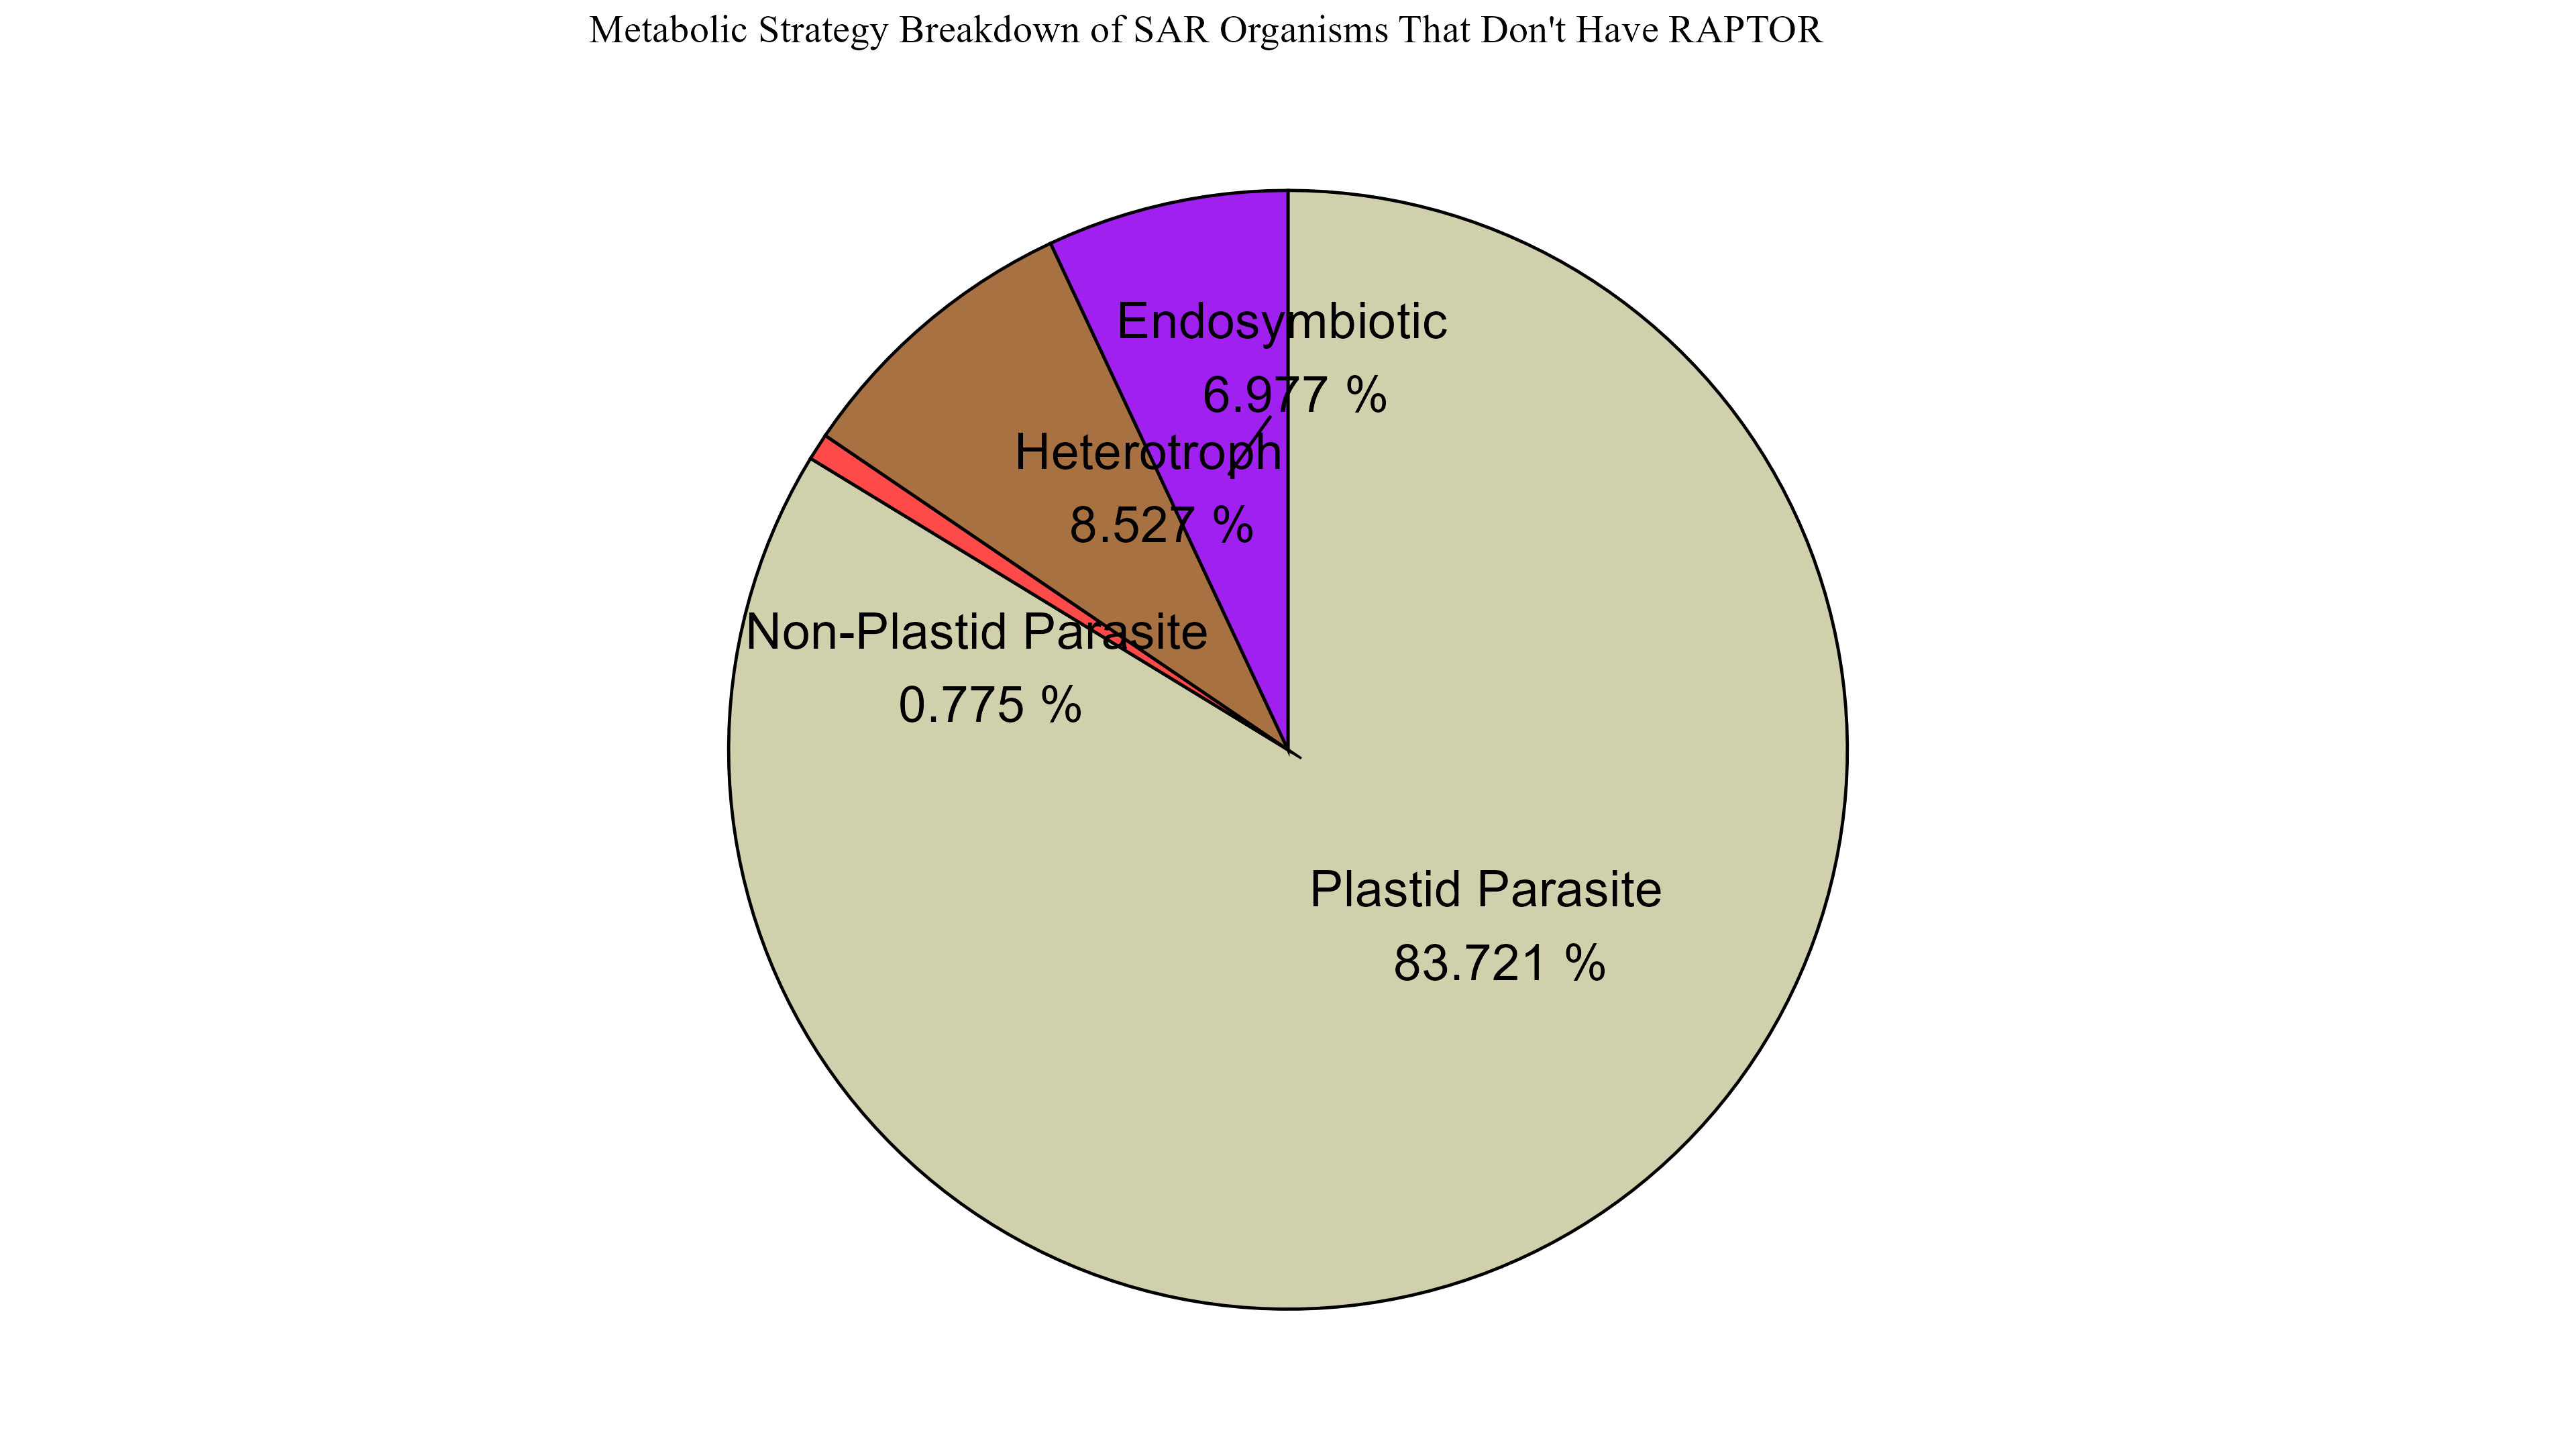 Metabolic Strategy Breakdown of SAR Organisms That Don't Have RAPTOR
Endosymbiotic
6.977 %
Heterotroph
8.527 %
Non-Plastid Parasite
0.775 %
Plastid Parasite
83.721 %